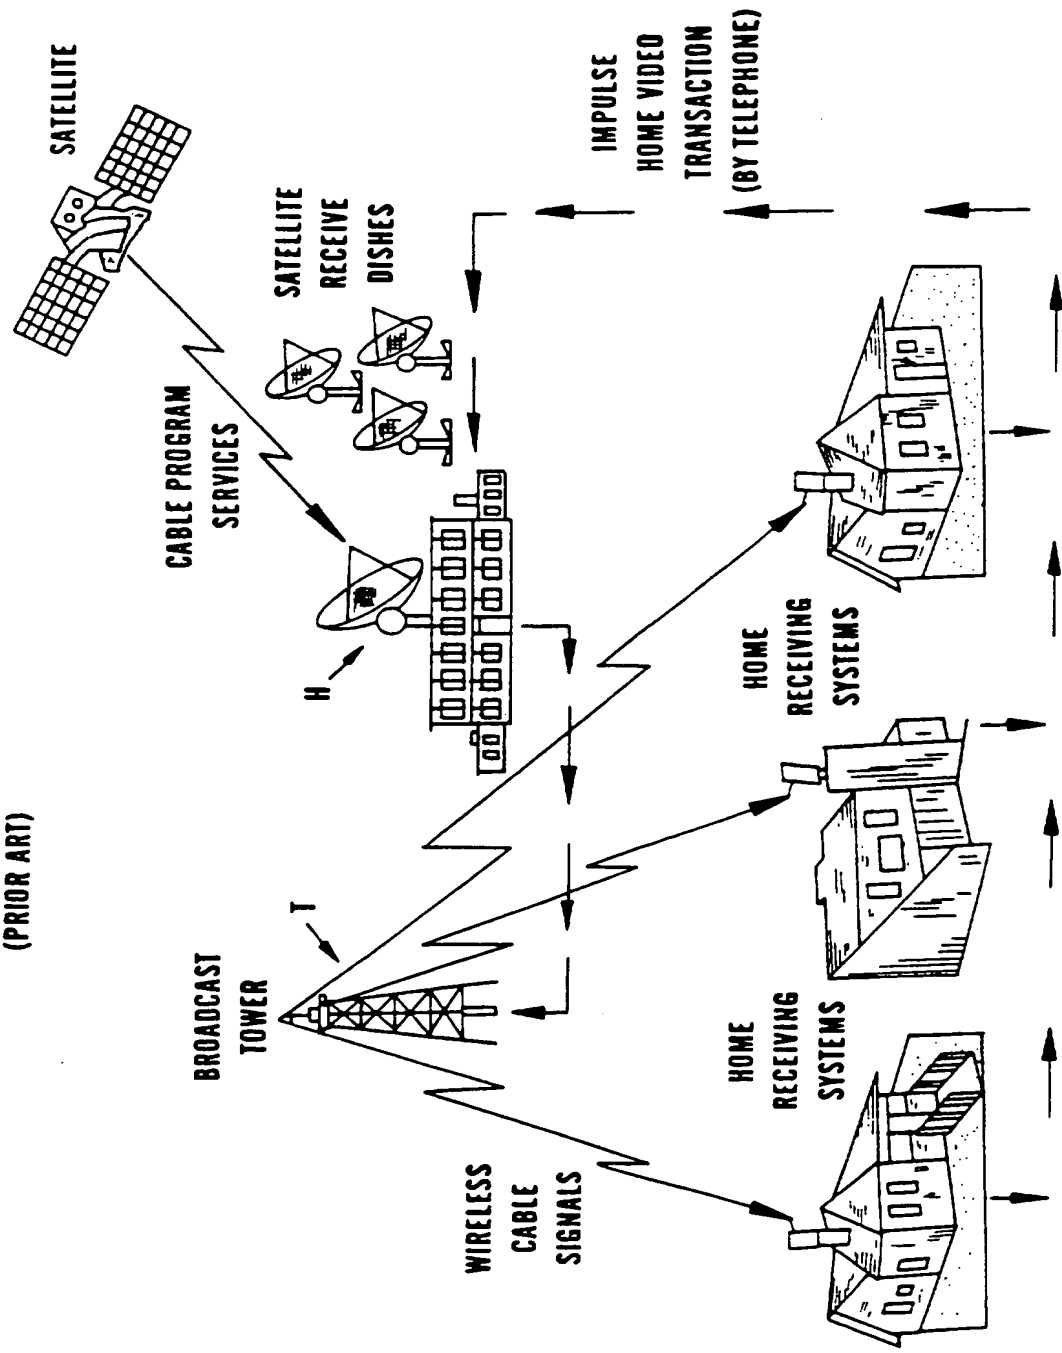 (PRIOR ART)
BROADCAST
TOWER
T
WIRELESS
CABLE
SIGNALS
H
CABLE PROGRAM
SERVICES
SATELLITE
SATELLITE
RECEIVE
DISHES
IMPULSE
HOME VIDEO
TRANSACTION
(BY TELEPHONE)
HOME
RECEIVING
SYSTEMS
HOME
RECEIVING
SYSTEMS